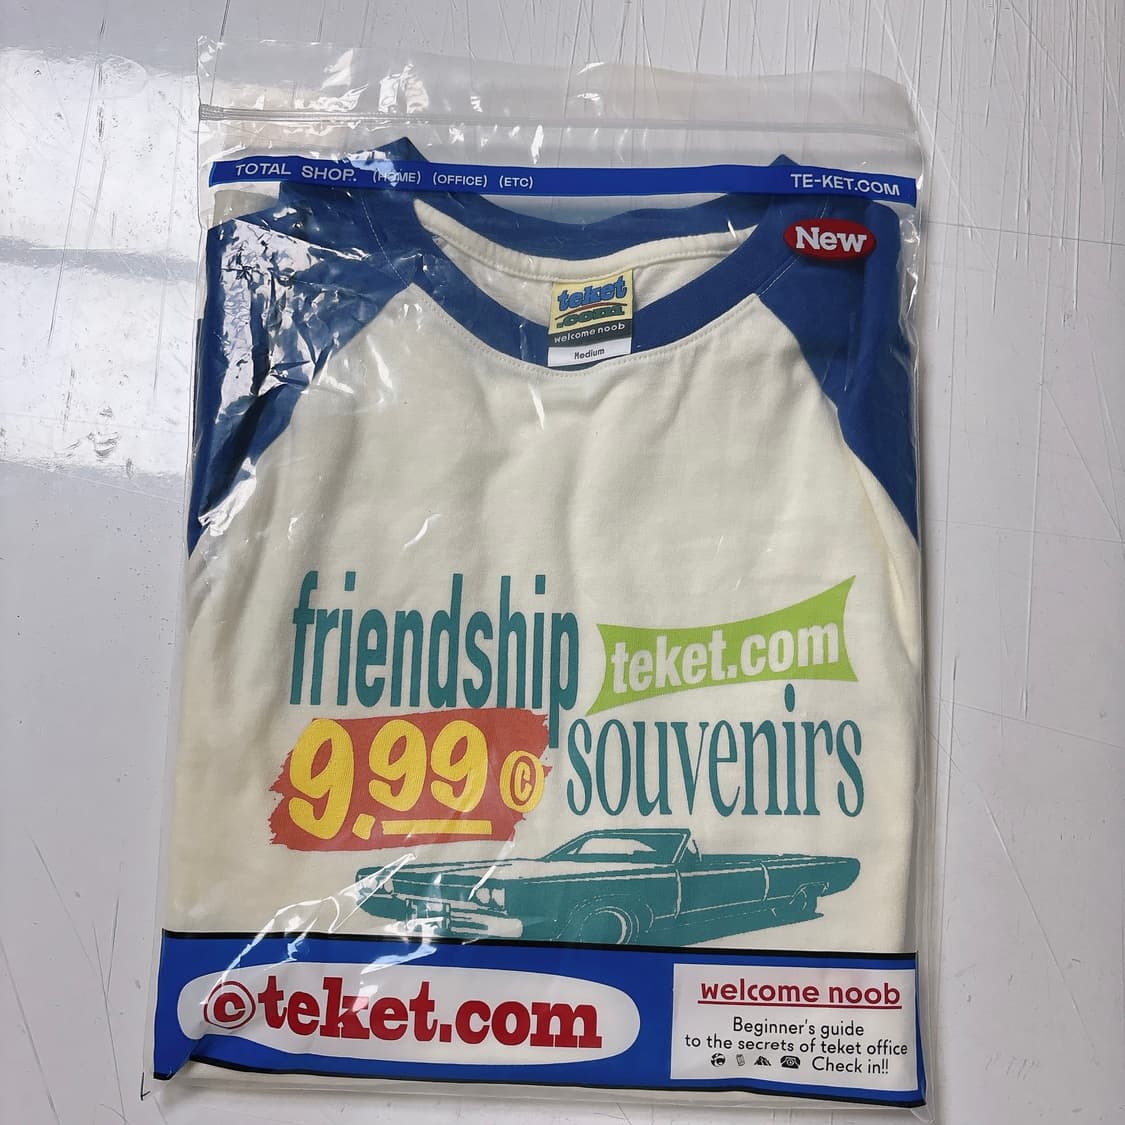 TOTAL SHOP. (HOME) (OFFICE) (ETC) TE-KET.COM
New
teket
.com
welcome noob
Medium
friendship
teket.com
9.99 ©
souvenirs
©teket.com
welcome noob
Beginner's guide
to the secrets of teket office
Check in!!